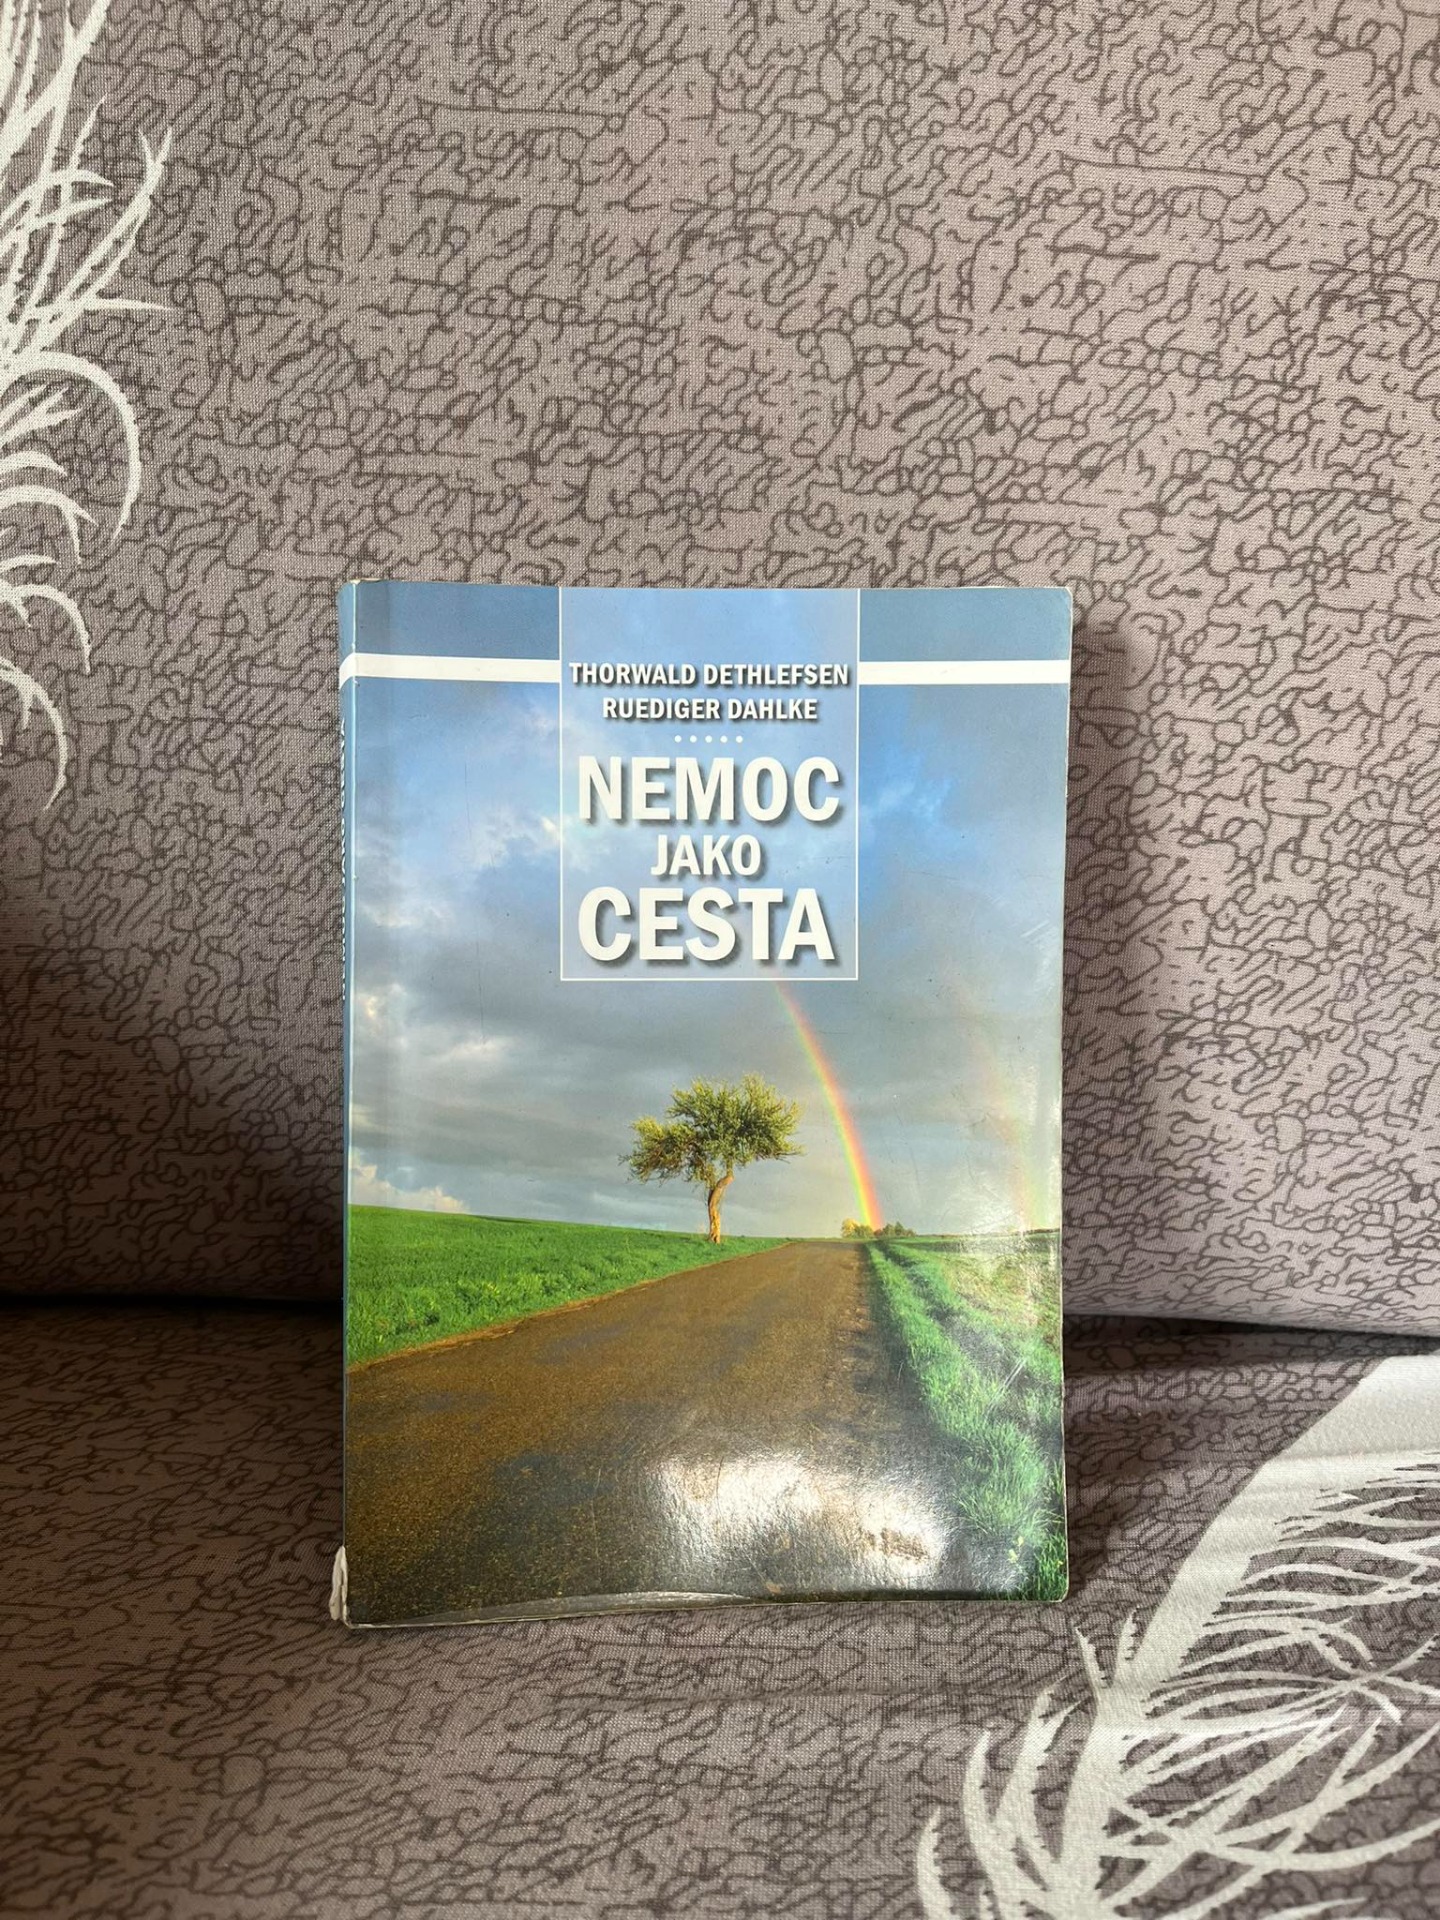 THORWALD DETHLEFSEN
RUEDIGER DAHLKE
NEMOC
JAKO
CESTA